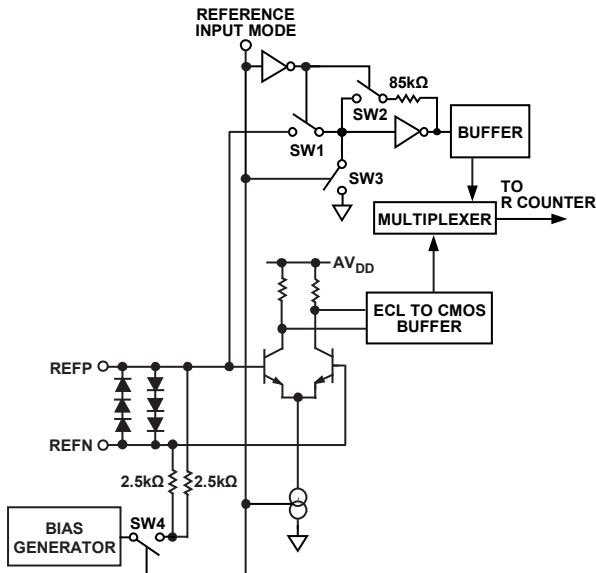 REFERENCE
INPUT MODE
85kΩ
SW2
SW1
BUFFER
SW3
TO
R COUNTER
MULTIPLEXER
AVDD
ECL TO CMOS
BUFFER
REFP
REFN
2.5kΩ
2.5kΩ
BIAS
GENERATOR
SW4